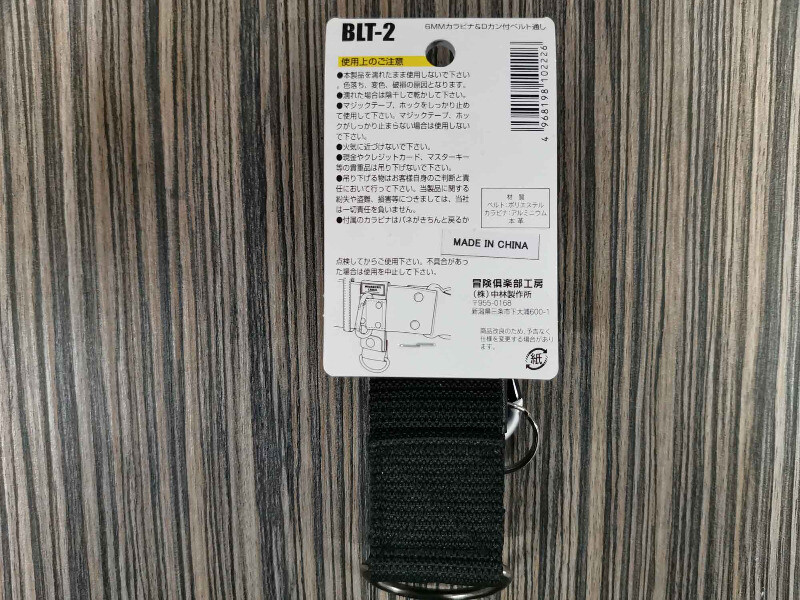 BLT-2
6MMカラビナ&Dカン付ベルト通し
使用上のご注意
●本製品を濡れたまま使用しないで下さい
。色落ち、変色、破損の原因となります。
●濡れた場合は陰干しで乾かして下さい。
●マジックテープ、ホックをしっかり止め
て使用して下さい。マジックテープ、ホッ
クがしっかり止まらない場合は使用しない
で下さい。
●火気に近づけないで下さい。
●現金やクレジットカード、マスターキー
等の貴重品は吊り下げないで下さい。
●吊り下げる物はお客様自身のご判断と責
任において行って下さい。当製品に関する
紛失や盗難、損害等につきましては、当社
は一切責任を負いません。
●付属のカラビナはバネがきちんと戻るか
点検してからご使用下さい。不具合があっ
た場合は使用を中止して下さい。
4 968198 102226
材 質
ベルト:ポリエステル
カラビナ:アルミニウム
本 革
MADE IN CHINA
冒険倶楽部工房
(株)中林製作所
〒955-0168
新潟県三条市下大浦600-1
商品改良のため、予告なく
仕様を変更する場合があり
ます。
紙